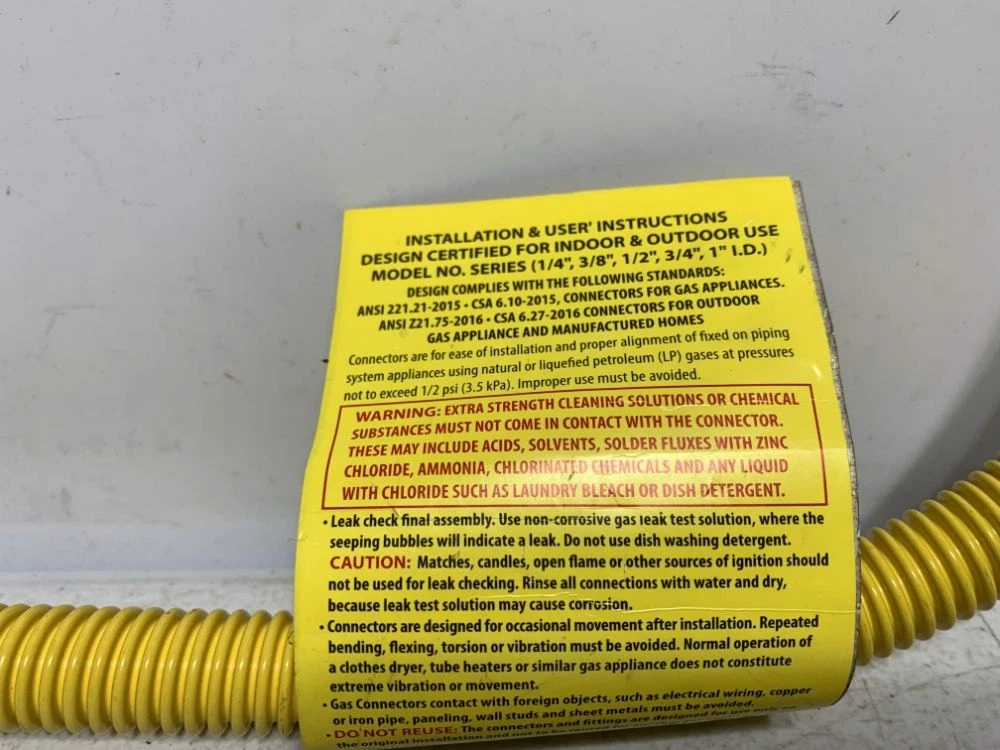 INSTALLATION & USER' INSTRUCTIONS
DESIGN CERTIFIED FOR INDOOR & OUTDOOR USE
MODEL NO. SERIES (1/4", 3/8", 1/2", 3/4", 1" I.D.)
DESIGN COMPLIES WITH THE FOLLOWING STANDARDS:
ANSI 221.21-2015 • CSA 6.10-2015, CONNECTORS FOR GAS APPLIANCES.
ANSI Z21.75-2016 • CSA 6.27-2016 CONNECTORS FOR OUTDOOR
GAS APPLIANCE AND MANUFACTURED HOMES
Connectors are for ease of installation and proper alignment of fixed on piping
system appliances using natural or liquefied petroleum (LP) gases at pressures
not to exceed 1/2 psi (3.5 kPa). Improper use must be avoided.
WARNING: EXTRA STRENGTH CLEANING SOLUTIONS OR CHEMICAL
SUBSTANCES MUST NOT COME IN CONTACT WITH THE CONNECTOR.
THESE MAY INCLUDE ACIDS, SOLVENTS, SOLDER FLUXES WITH ZINC
CHLORIDE, AMMONIA, CHLORINATED CHEMICALS AND ANY LIQUID
WITH CHLORIDE SUCH AS LAUNDRY BLEACH OR DISH DETERGENT.
• Leak check final assembly. Use non-corrosive gas leak test solution, where the
seeping bubbles will indicate a leak. Do not use dish washing detergent.
CAUTION: Matches, candles, open flame or other sources of ignition should
not be used for leak checking. Rinse all connections with water and dry,
because leak test solution may cause corrosion.
• Connectors are designed for occasional movement after installation. Repeated
bending, flexing, torsion or vibration must be avoided. Normal operation of
a clothes dryer, tube heaters or similar gas appliance does not constitute
extreme vibration or movement.
• Gas Connectors contact with foreign objects, such as electrical wiring, copper
or iron pipe, paneling, wall studs and sheet metals must be avoided.
• DO NOT REUSE: The connectors and fittings are designed for use only on
the original installation and not to be reused